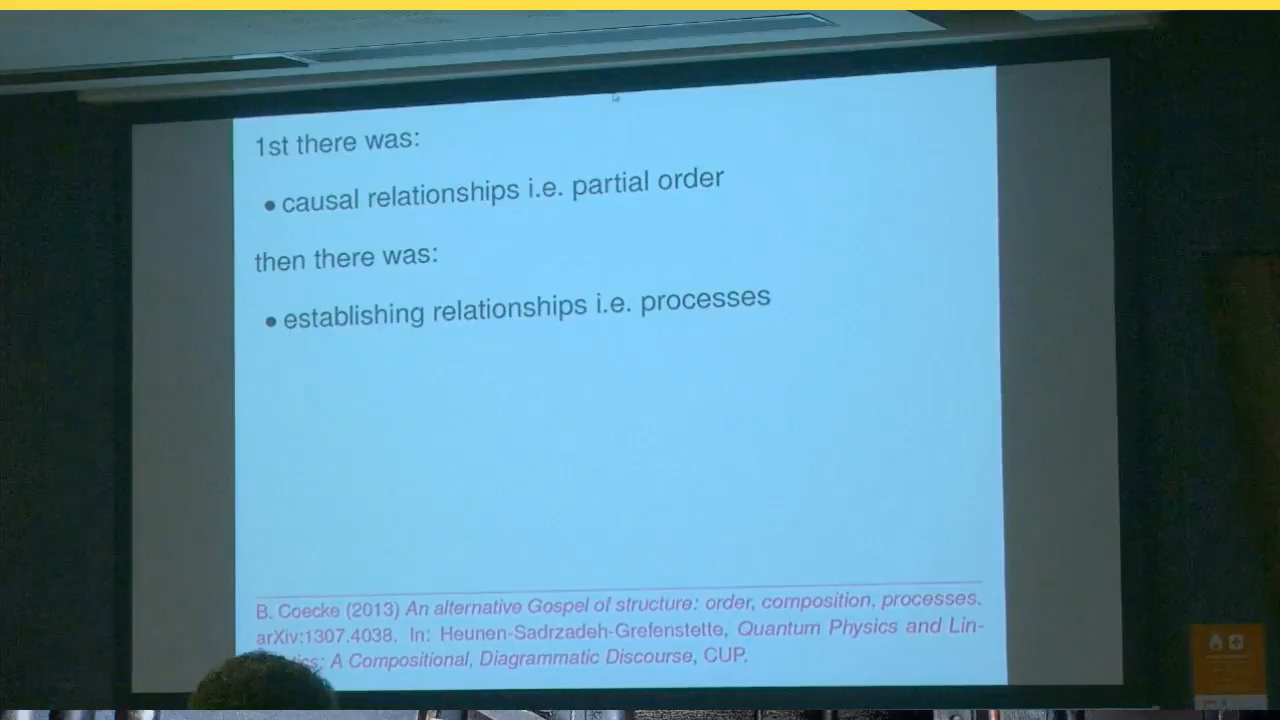 1st there was:
• causal relationships i.e. partial order
then there was:
• establishing relationships i.e. processes
B. Coecke (2013) An alternative Gospel of structure: order, composition, processes.
arXiv:1307.4038. In: Heunen-Sadrzadeh-Grefenstette, Quantum Physics and Lin-
A Compositional, Diagrammatic Discourse, CUP.